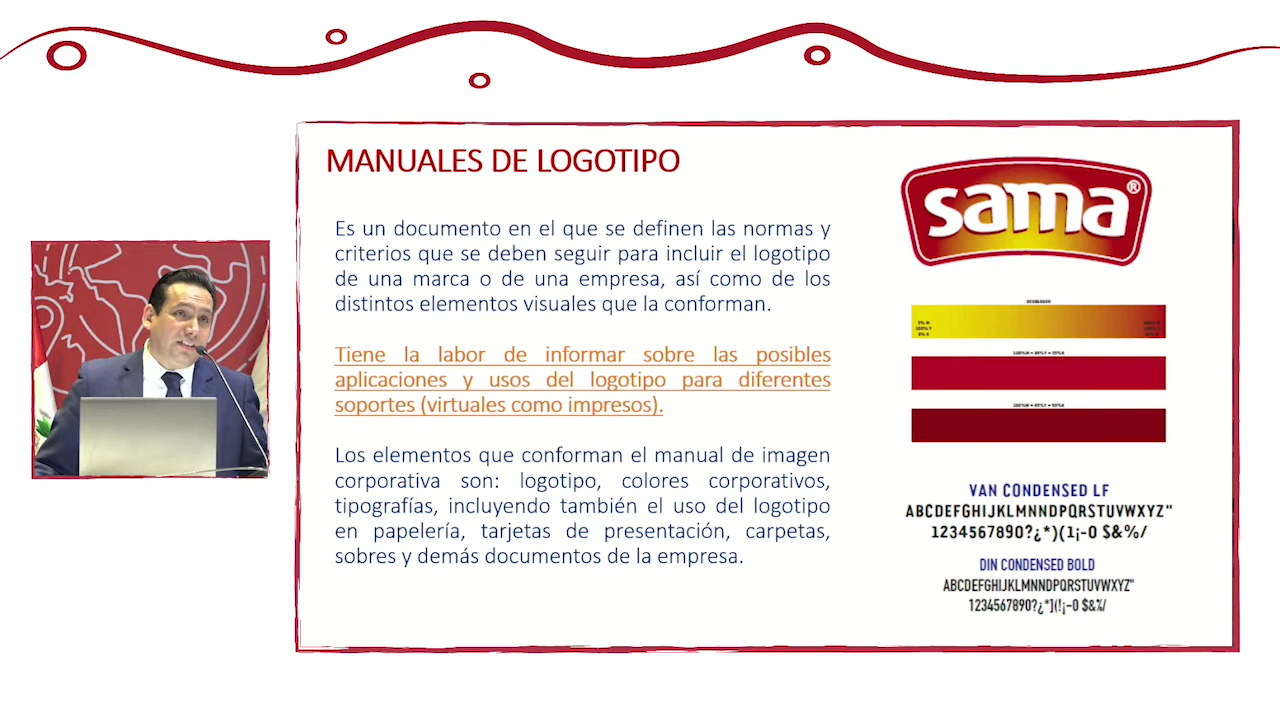 MANUALES DE LOGOTIPO
Es un documento en el que se definen las normas y
criterios que se deben seguir para incluir el logotipo
de una marca o de una empresa, así como de los
distintos elementos visuales que la conforman.
Tiene la labor de informar sobre las posibles
aplicaciones y usos del logotipo para diferentes
soportes (virtuales como impresos).
Los elementos que conforman el manual de imagen
corporativa son: logotipo, colores corporativos,
tipografías, incluyendo también el uso del logotipo
en papelería, tarjetas de presentación, carpetas,
sobres y demás documentos de la empresa.
sama®
100%M = 65%Y = 50%K
VAN CONDENSED LF
ABCDEFGHIJKLMNNDPQRSTUVWXYZ"
1234567890?¿*)(1¡-0 $&%/
DIN CONDENSED BOLD
ABCDEFGHIJKLMNNDPQRSTUVWXYZ"
1234567890?¿*](!¡-0 $&%/